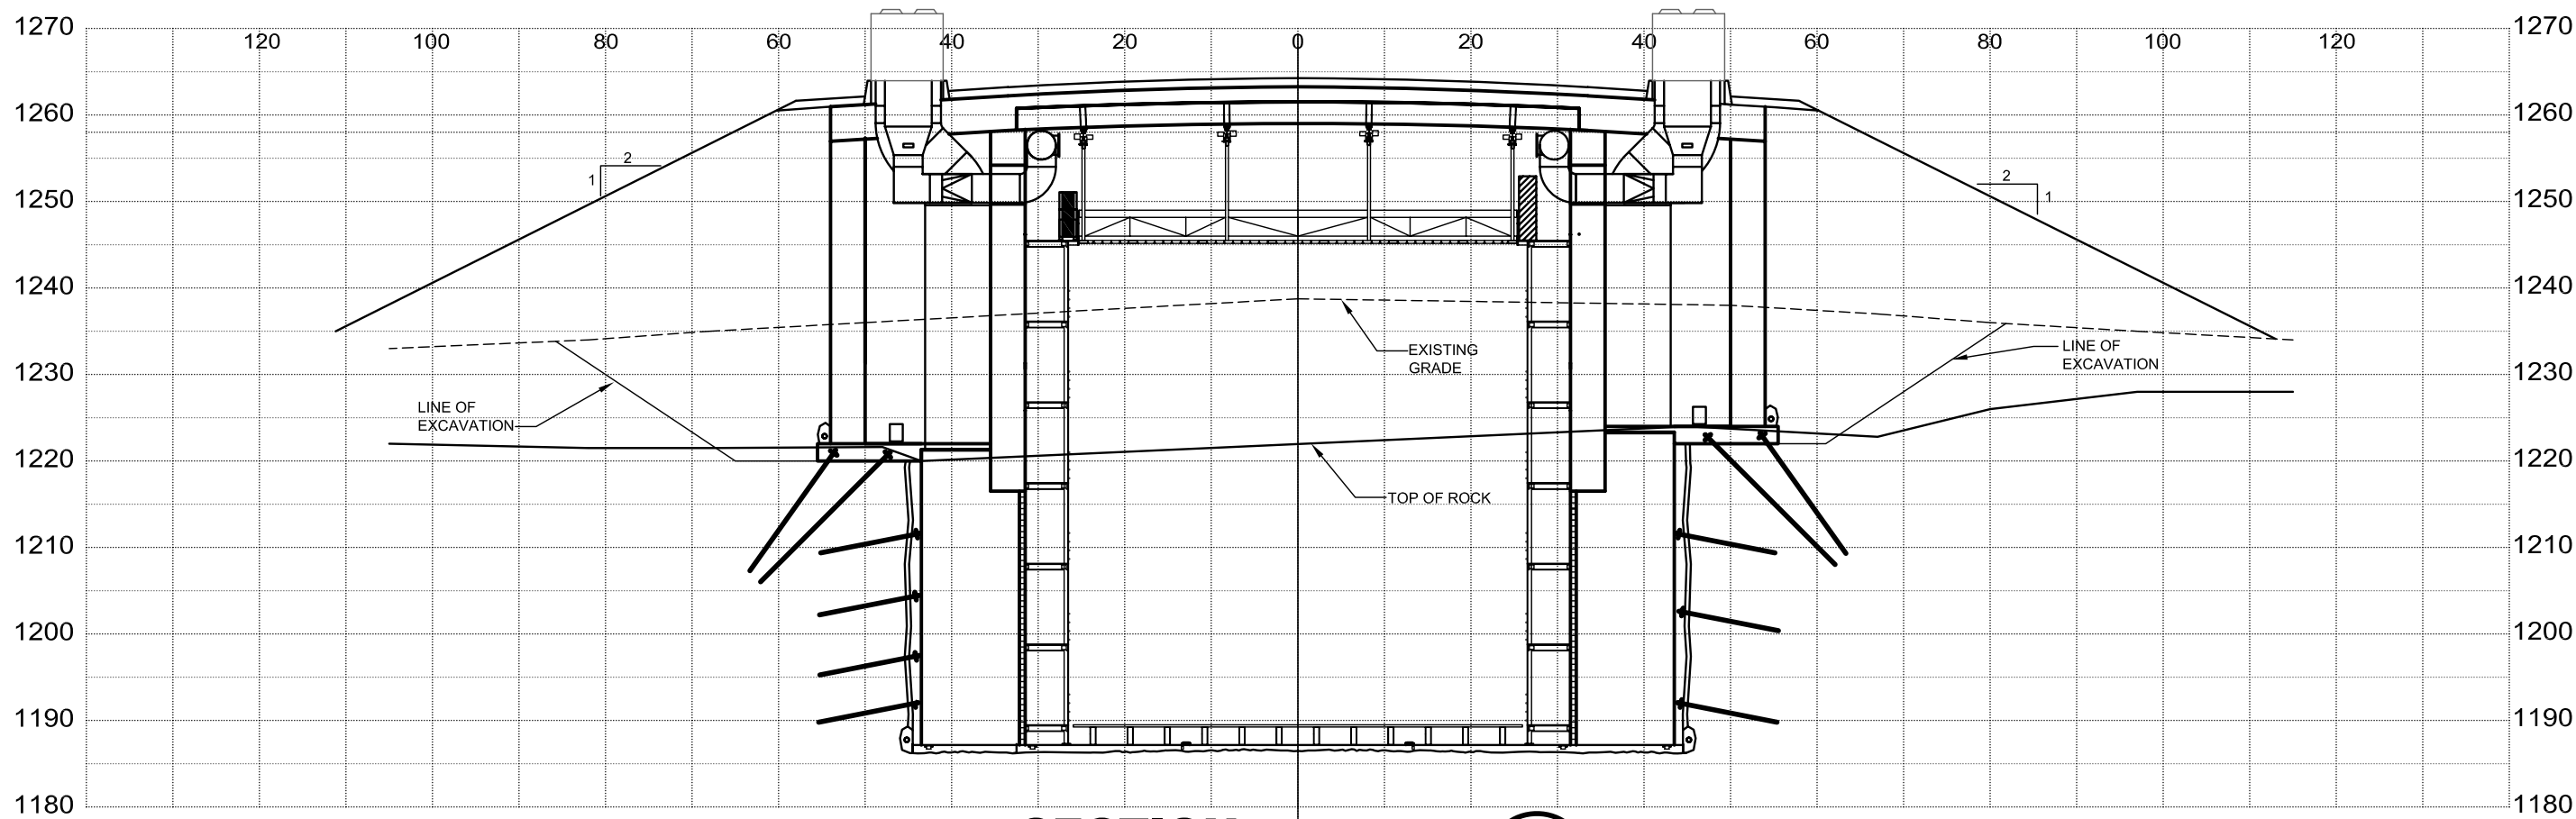 1270 1270
120 100 80 60 40 20 0 20 40 60 80 100 120
1260 1260
2
1
2
1
1250 1250
1240 1240
EXISTING
GRADE
LINE OF
EXCAVATION
1230 1230
LINE OF
EXCAVATION
1220 1220
TOP OF ROCK
1210 1210
1200 1200
1190 1190
1180 1180
SECTION